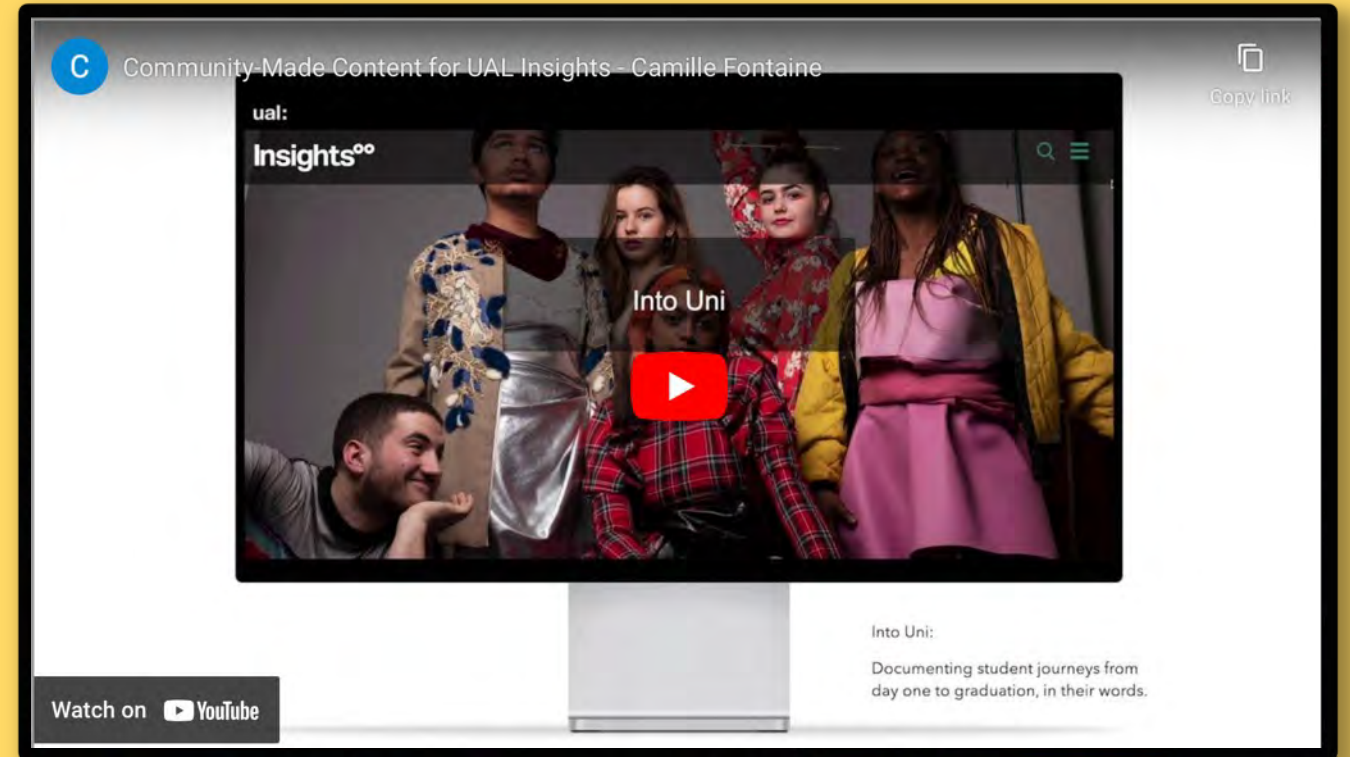 C
Community-Made Content for UAL Insights - Camille Fontaine
Copy link
ual:
Insights°°
Into Uni
Into Uni:
Documenting student journeys from
day one to graduation, in their words.
Watch on YouTube